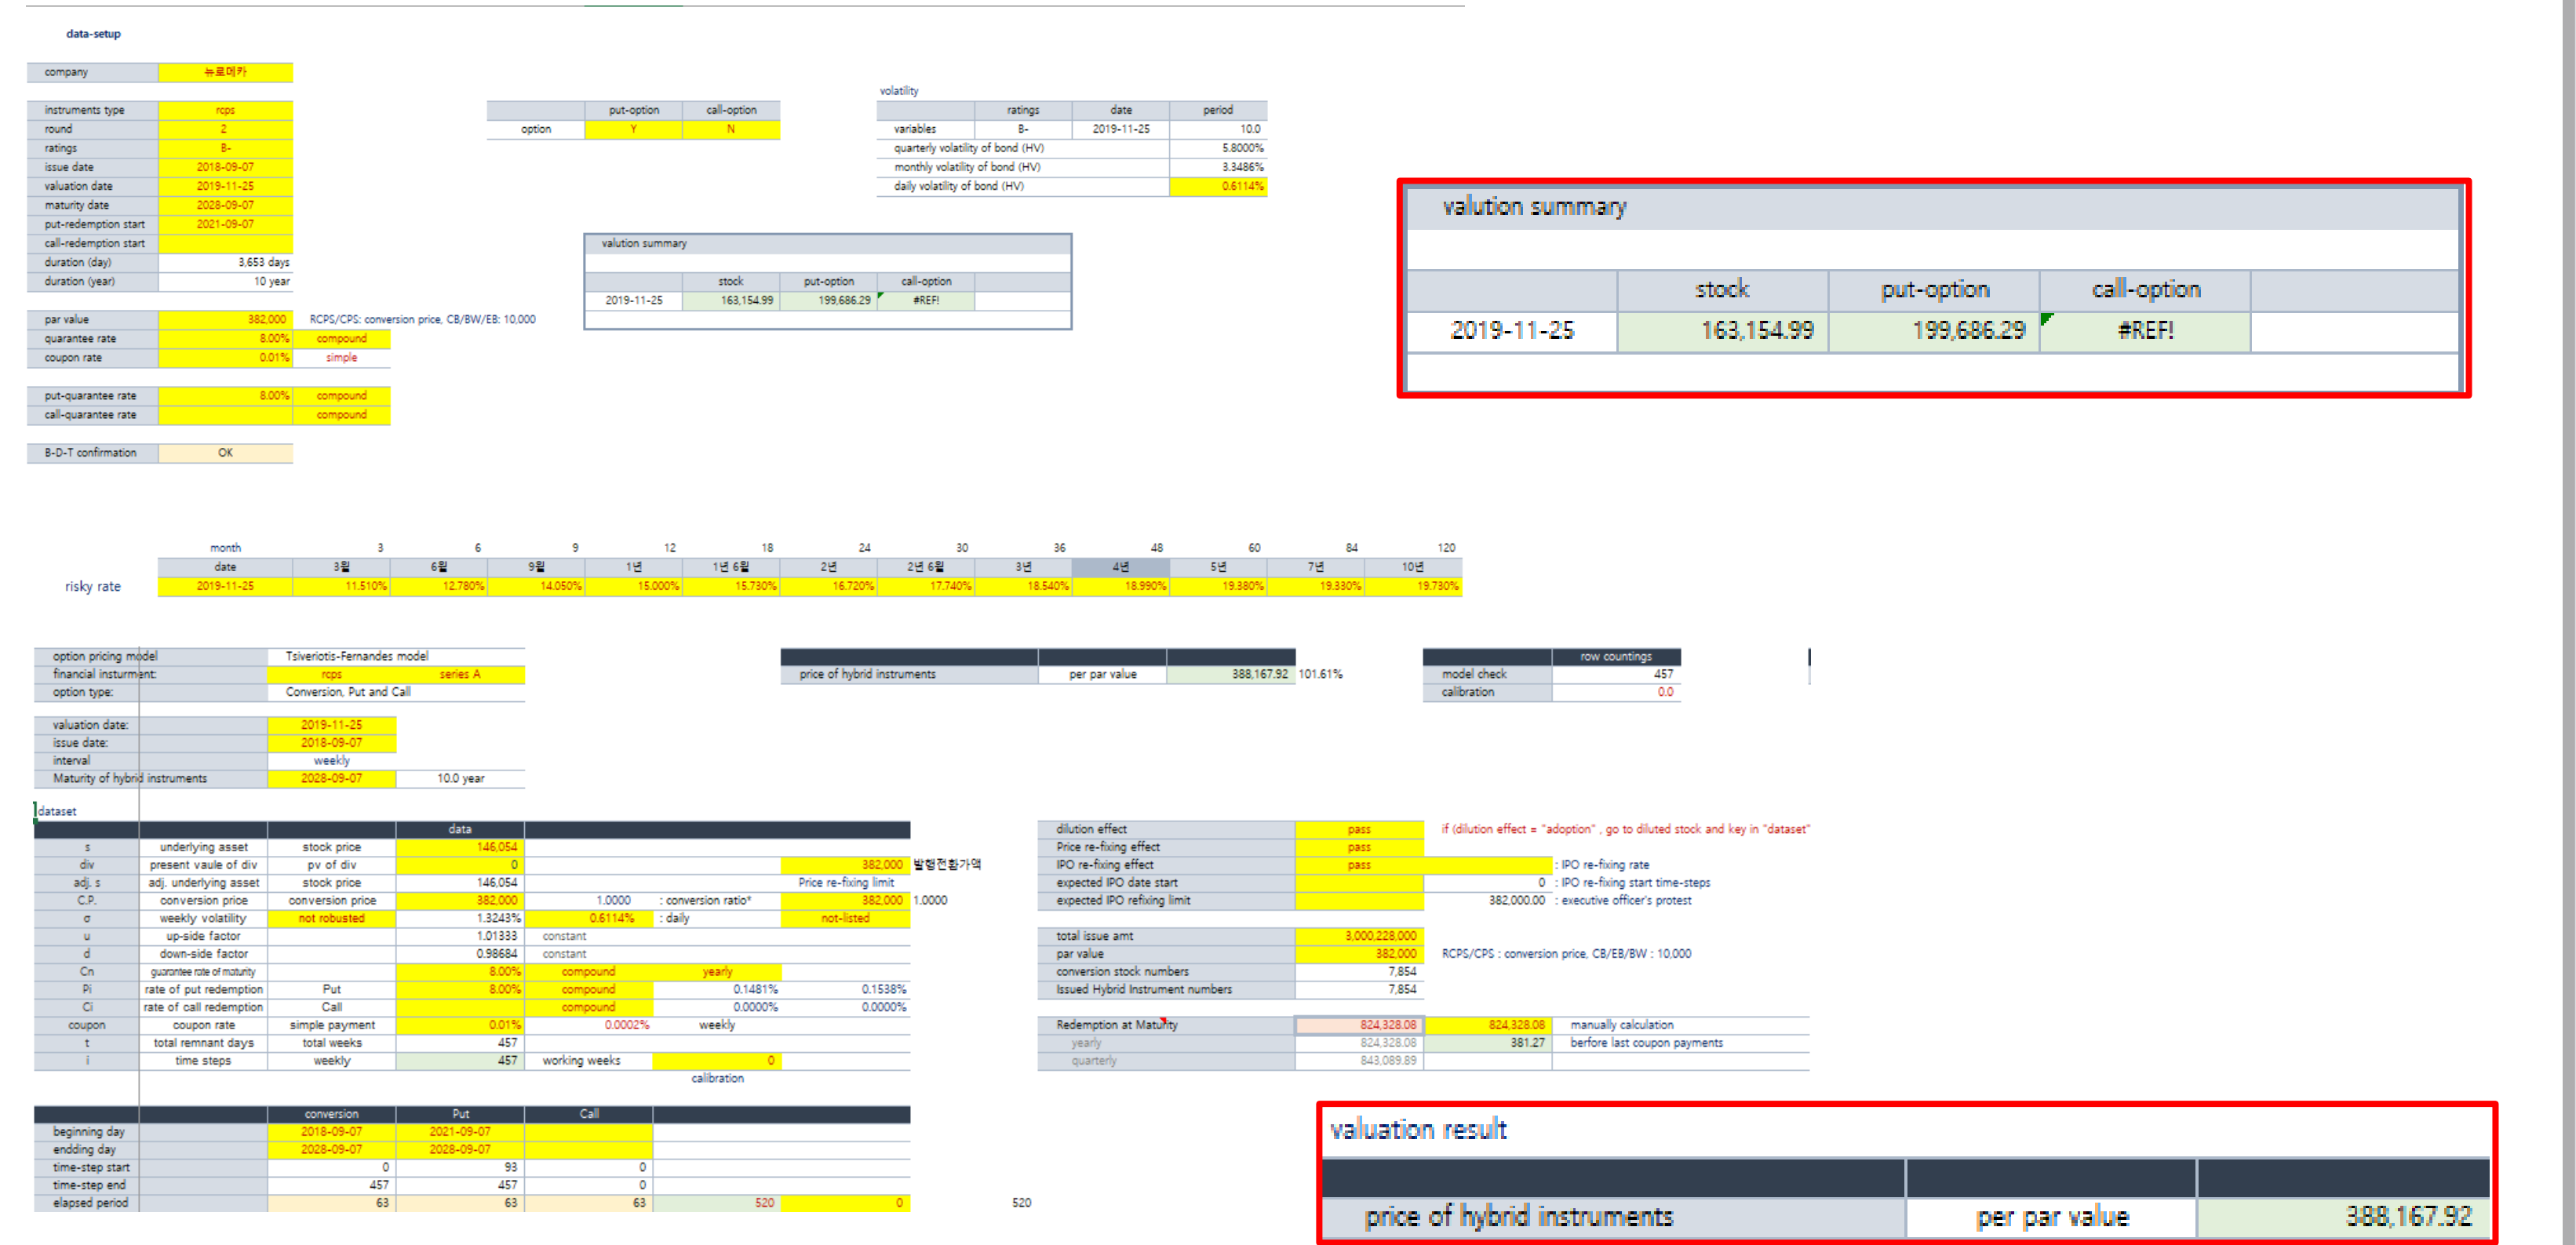 data-setup
company 뉴로메카
volatility
instruments type rcps put-option call-option ratings date period
round 2 option Y N variables B- 2019-11-25 10.0
ratings B- quarterly volatility of bond (HV) 5.8000%
issue date 2018-09-07 monthly volatility of bond (HV) 3.3486%
valuation date 2019-11-25 daily volatility of bond (HV) 0.6114%
maturity date 2028-09-07
put-redemption start 2021-09-07
call-redemption start
duration (day) 3,653 days
duration (year) 10 year
valution summary
stock put-option call-option
2019-11-25 163,154.99 199,686.29 #REF!
valution summary
stock put-option call-option
2019-11-25 163,154.99 199,686.29 #REF!
par value 382,000 RCPS/CPS: conversion price, CB/BW/EB: 10,000
quarantee rate 8.00% compound
coupon rate 0.01% simple
put-quarantee rate 8.00% compound
call-quarantee rate compound
B-D-T confirmation OK
month 3 6 9 12 18 24 30 36 48 60 84 120
date 3월 6월 9월 1년 1년 6월 2년 2년 6월 3년 4년 5년 7년 10년
risky rate 2019-11-25 11.510% 12.780% 14.050% 15.000% 15.730% 16.720% 17.740% 18.540% 18.990% 19.380% 19.330% 19.730%
option pricing model Tsiveriotis-Fernandes model row countings
financial insturment: rcps series A price of hybrid instruments per par value 388,167.92 101.61% model check 457
option type: Conversion, Put and Call calibration 0.0
valuation date: 2019-11-25
issue date: 2018-09-07
interval weekly
Maturity of hybrid instruments 2028-09-07 10.0 year
dataset
data
s underlying asset stock price 146,054
div present vaule of div pv of div 0 382,000 발행전환가액
adj. s adj. underlying asset stock price 146,054 Price re-fixing limit
C.P. conversion price conversion price 382,000 1.0000 : conversion ratio* 382,000 1.0000
σ weekly volatility not robusted 1.3243% 0.6114% : daily not-listed
u up-side factor 1.01333 constant
d down-side factor 0.98684 constant
Cn guarantee rate of maturity 8.00% compound yearly
Pi rate of put redemption Put 8.00% compound 0.1481% 0.1538%
Ci rate of call redemption Call compound 0.0000% 0.0000%
coupon coupon rate simple payment 0.01% 0.0002% weekly
t total remnant days total weeks 457
i time steps weekly 457 working weeks 0
calibration
dilution effect pass if (dilution effect = "adoption" , go to diluted stock and key in "dataset"
Price re-fixing effect pass
IPO re-fixing effect pass : IPO re-fixing rate
expected IPO date start 0 : IPO re-fixing start time-steps
expected IPO refixing limit 382,000.00 : executive officer's protest
total issue amt 3,000,228,000
par value 382,000 RCPS/CPS : conversion price, CB/EB/BW : 10,000
conversion stock numbers 7,854
Issued Hybrid Instrument numbers 7,854
Redemption at Maturity 824,328.08 824,328.08 manually calculation
yearly 824,328.08 381.27 berfore last coupon payments
quarterly 843,089.89
conversion Put Call
beginning day 2018-09-07 2021-09-07
endding day 2028-09-07 2028-09-07
time-step start 0 93 0
time-step end 457 457 0
elapsed period 63 63 63 520 0 520
valuation result
price of hybrid instruments per par value 388,167.92